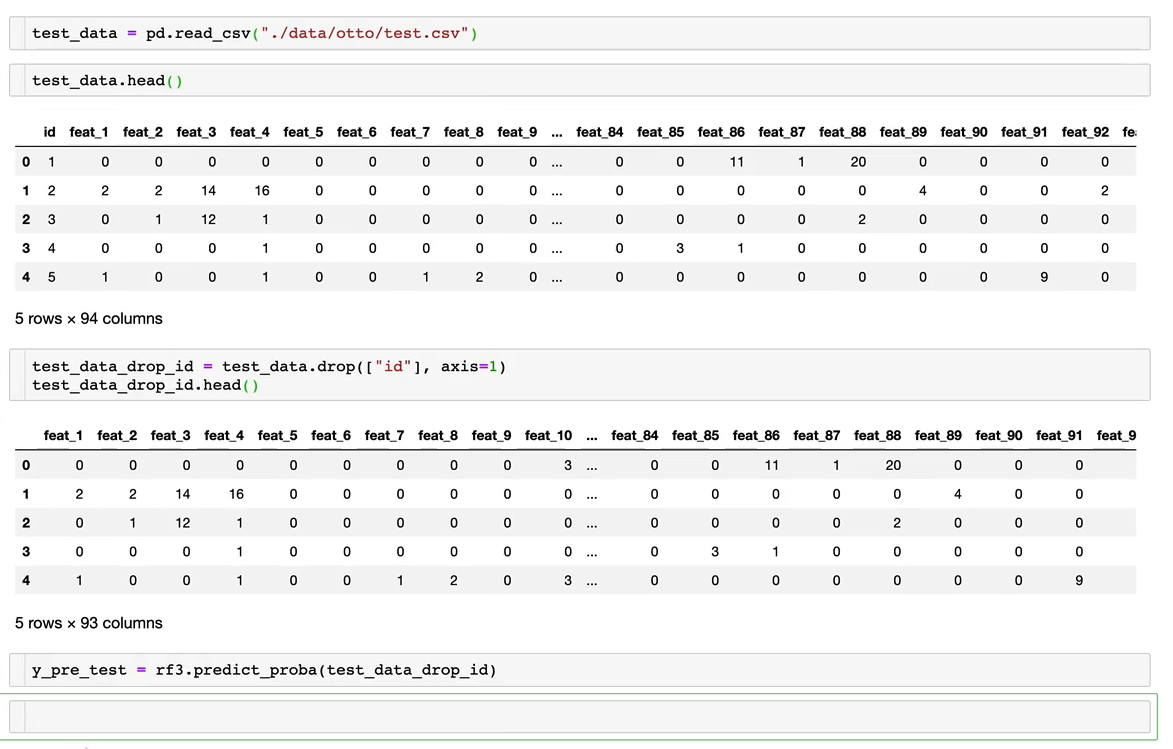 test_data = pd.read_csv("./data/otto/test.csv")
test_data.head()
id feat_1 feat_2 feat_3 feat_4 feat_5 feat_6 feat_7 feat_8 feat_9 ... feat_84 feat_85 feat_86 feat_87 feat_88 feat_89 feat_90 feat_91 feat_92 fe
0 1 0 0 0 0 0 0 0 0 0 ... 0 0 11 1 20 0 0 0 0
1 2 2 2 14 16 0 0 0 0 0 ... 0 0 0 0 0 4 0 0 2
2 3 0 1 12 1 0 0 0 0 0 ... 0 0 0 0 2 0 0 0 0
3 4 0 0 0 1 0 0 0 0 0 ... 0 3 1 0 0 0 0 0 0
4 5 1 0 0 1 0 0 1 2 0 ... 0 0 0 0 0 0 0 9 0
5 rows × 94 columns
test_data_drop_id = test_data.drop(["id"], axis=1)
test_data_drop_id.head()
feat_1 feat_2 feat_3 feat_4 feat_5 feat_6 feat_7 feat_8 feat_9 feat_10 ... feat_84 feat_85 feat_86 feat_87 feat_88 feat_89 feat_90 feat_91 feat_9
0 0 0 0 0 0 0 0 0 0 3 ... 0 0 11 1 20 0 0 0
1 2 2 14 16 0 0 0 0 0 0 ... 0 0 0 0 0 4 0 0
2 0 1 12 1 0 0 0 0 0 0 ... 0 0 0 0 2 0 0 0
3 0 0 0 1 0 0 0 0 0 0 ... 0 3 1 0 0 0 0 0
4 1 0 0 1 0 0 1 2 0 3 ... 0 0 0 0 0 0 0 9
5 rows × 93 columns
y_pre_test = rf3.predict_proba(test_data_drop_id)